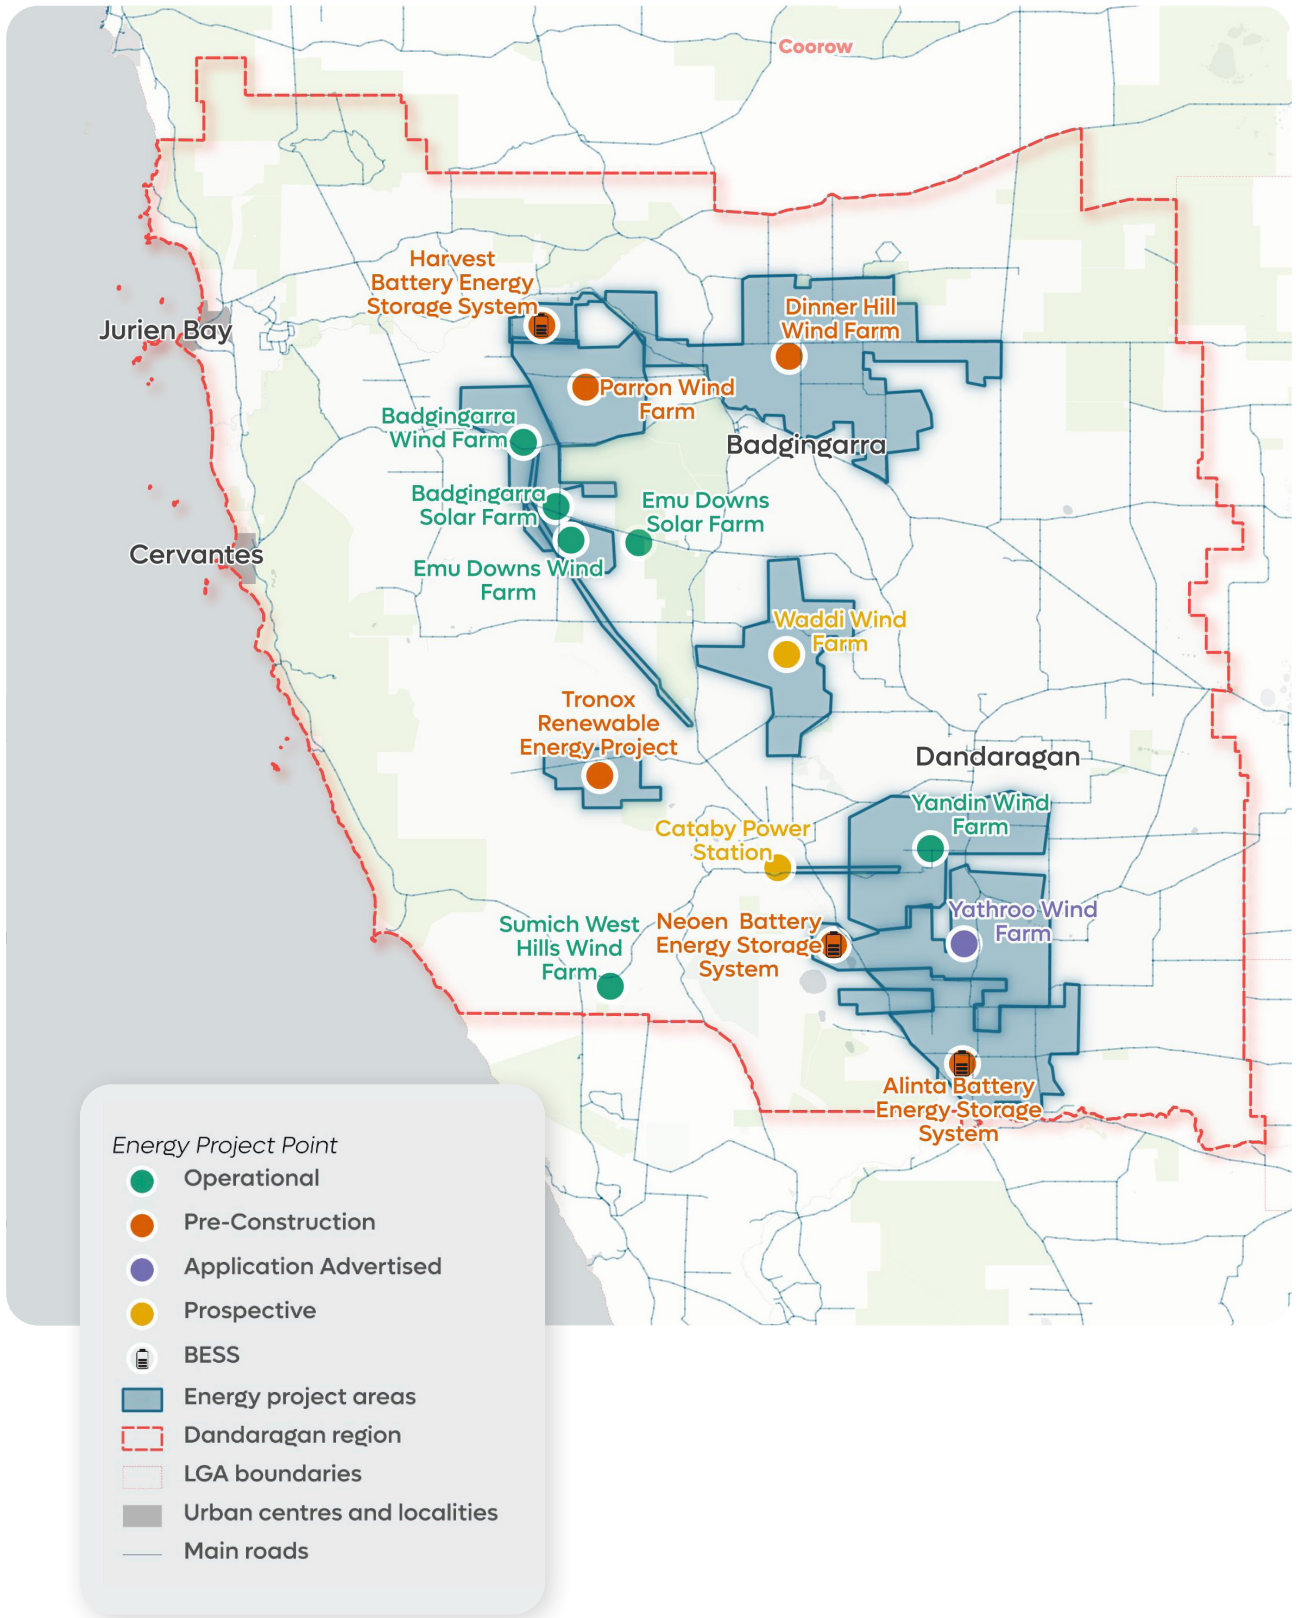 Coorow
Harvest
Battery Energy
Storage System
Dinner Hill
Wind Farm
Jurien Bay
Parron Wind
Farm
Badgingarra
Wind Farm
Badgingarra
Badgingarra
Solar Farm
Emu Downs
Solar Farm
Cervantes
Emu Downs Wind
Farm
Waddi Wind
Farm
Tronox
Renewable
Energy Project
Dandaragan
Yandin Wind
Farm
Cataby Power
Station
Sumich West
Hills Wind
Farm
Neoen Battery
Energy Storage
System
Yathroo Wind
Farm
Alinta Battery
Energy Storage
System
Energy Project Point
Operational
Pre-Construction
Application Advertised
Prospective
BESS
Energy project areas
Dandaragan region
LGA boundaries
Urban centres and localities
Main roads